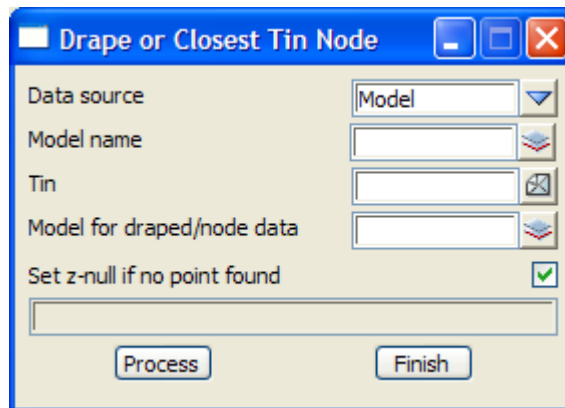 Drape or Closest Tin Node
Data source Model
Model name
Tin
Model for draped/node data
Set z-null if no point found
Process Finish